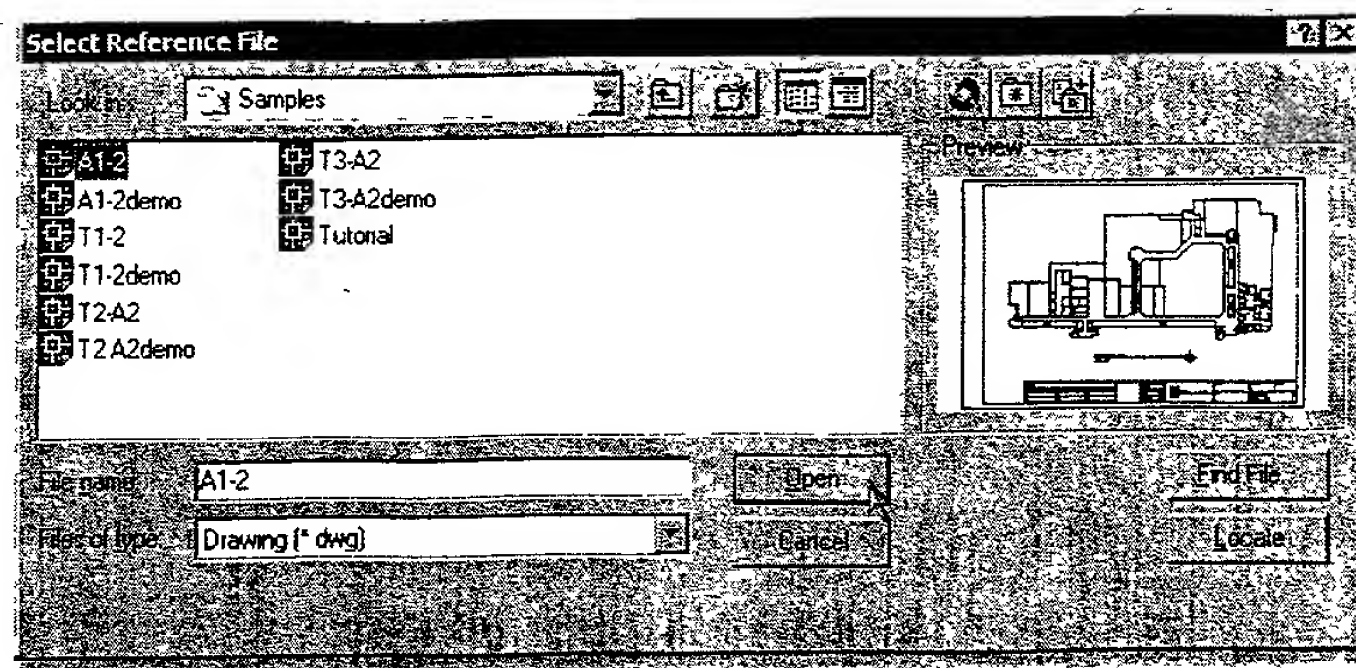 Select Reference File
Look in: Samples
Preview
A1-2
A1-2demo
T1-2
T1-2demo
T2-A2
T2 A2demo
T3-A2
T3-A2demo
Tutorial
File name: A1-2
Open
Find File
Files of type: Drawing (* dwg)
Cancel
Locate